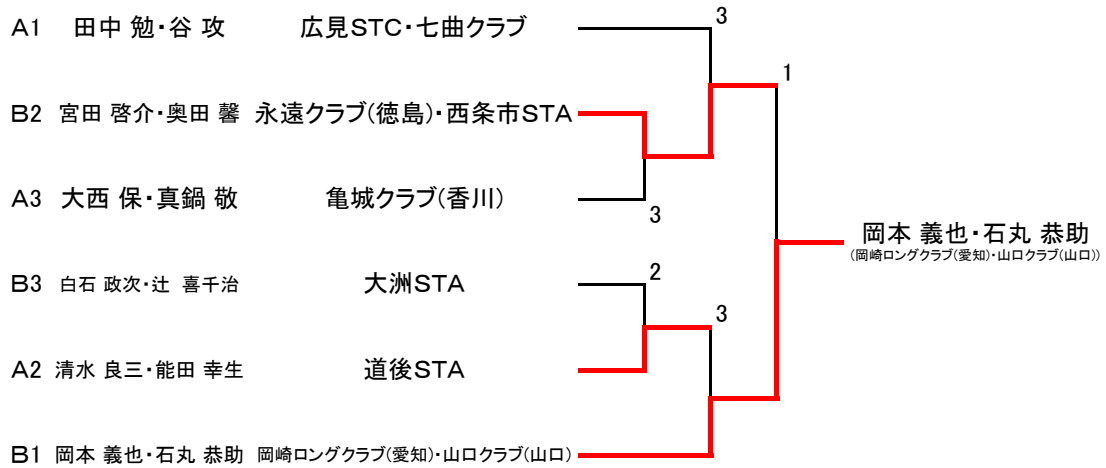 A1 田中 勉・谷 攻 広見STC・七曲クラブ 3
1
B2 宮田 啓介・奥田 馨 永遠クラブ(徳島)・西条市STA
A3 大西 保・真鍋 敬 亀城クラブ(香川) 3
岡本 義也・石丸 恭助
(岡崎ロングクラブ(愛知)・山口クラブ(山口))
B3 白石 政次・辻 喜千治 大洲STA 2
3
A2 清水 良三・能田 幸生 道後STA
B1 岡本 義也・石丸 恭助 岡崎ロングクラブ(愛知)・山口クラブ(山口)